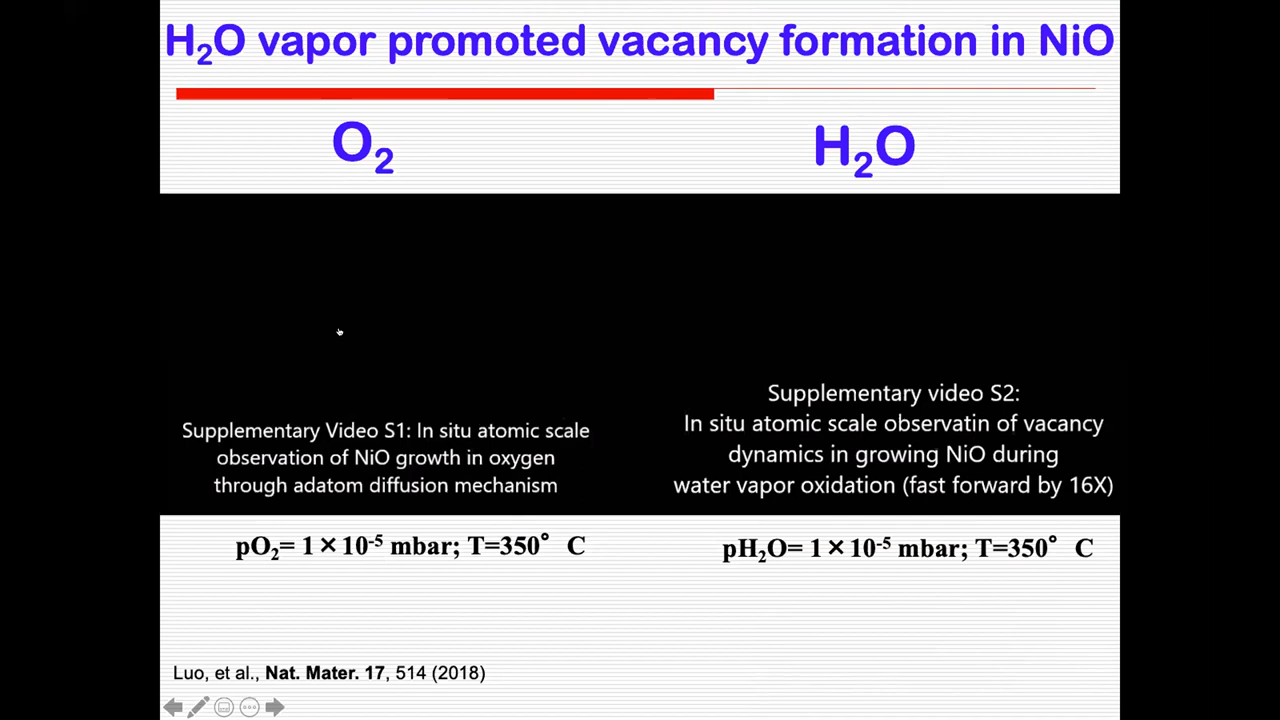 H₂O vapor promoted vacancy formation in NiO
O₂
H₂O
Supplementary Video S1: In situ atomic scale
observation of NiO growth in oxygen
through adatom diffusion mechanism
Supplementary video S2:
In situ atomic scale observatin of vacancy
dynamics in growing NiO during
water vapor oxidation (fast forward by 16X)
pO₂= 1×10⁻⁵ mbar; T=350° C
pH₂O= 1×10⁻⁵ mbar; T=350° C
Luo, et al., Nat. Mater. 17, 514 (2018)